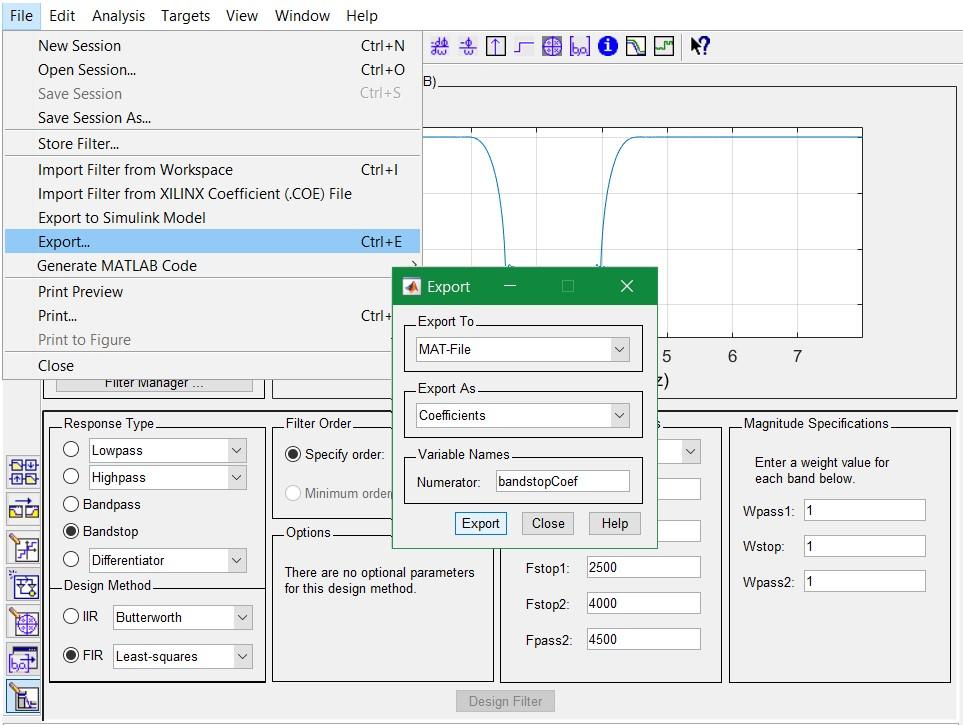 File Edit Analysis Targets View Window Help
New Session Ctrl+N
Open Session... Ctrl+O
Save Session Ctrl+S
Save Session As...
Store Filter...
Import Filter from Workspace Ctrl+I
Import Filter from XILINX Coefficient (.COE) File
Export to Simulink Model
Export... Ctrl+E
Generate MATLAB Code
Print Preview
Print... Ctrl+
Print to Figure
Close
B)
5 6 7
z)
Export
Export To
MAT-File
Export As
Coefficients
Variable Names
Numerator: bandstopCoef
Export Close Help
Filter Manager ...
Response Type
Lowpass
Highpass
Bandpass
Bandstop
Differentiator
Design Method
IIR Butterworth
FIR Least-squares
Filter Order
Specify order:
Minimum order
Options
There are no optional parameters
for this design method.
s
Fstop1: 2500
Fstop2: 4000
Fpass2: 4500
Magnitude Specifications
Enter a weight value for
each band below.
Wpass1: 1
Wstop: 1
Wpass2: 1
Design Filter